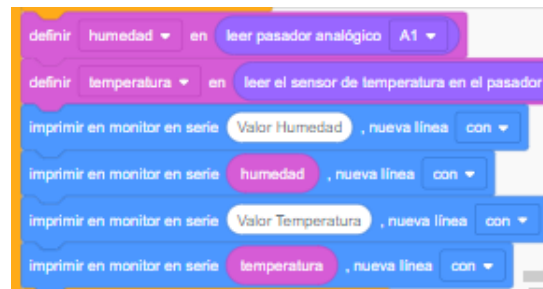 definir humedad en leer pasador analógico A1
definir temperatura en leer el sensor de temperatura en el pasador
imprimir en monitor en serie Valor Humedad , nueva línea con
imprimir en monitor en serie humedad , nueva línea con
imprimir en monitor en serie Valor Temperatura , nueva línea con
imprimir en monitor en serie temperatura , nueva línea con